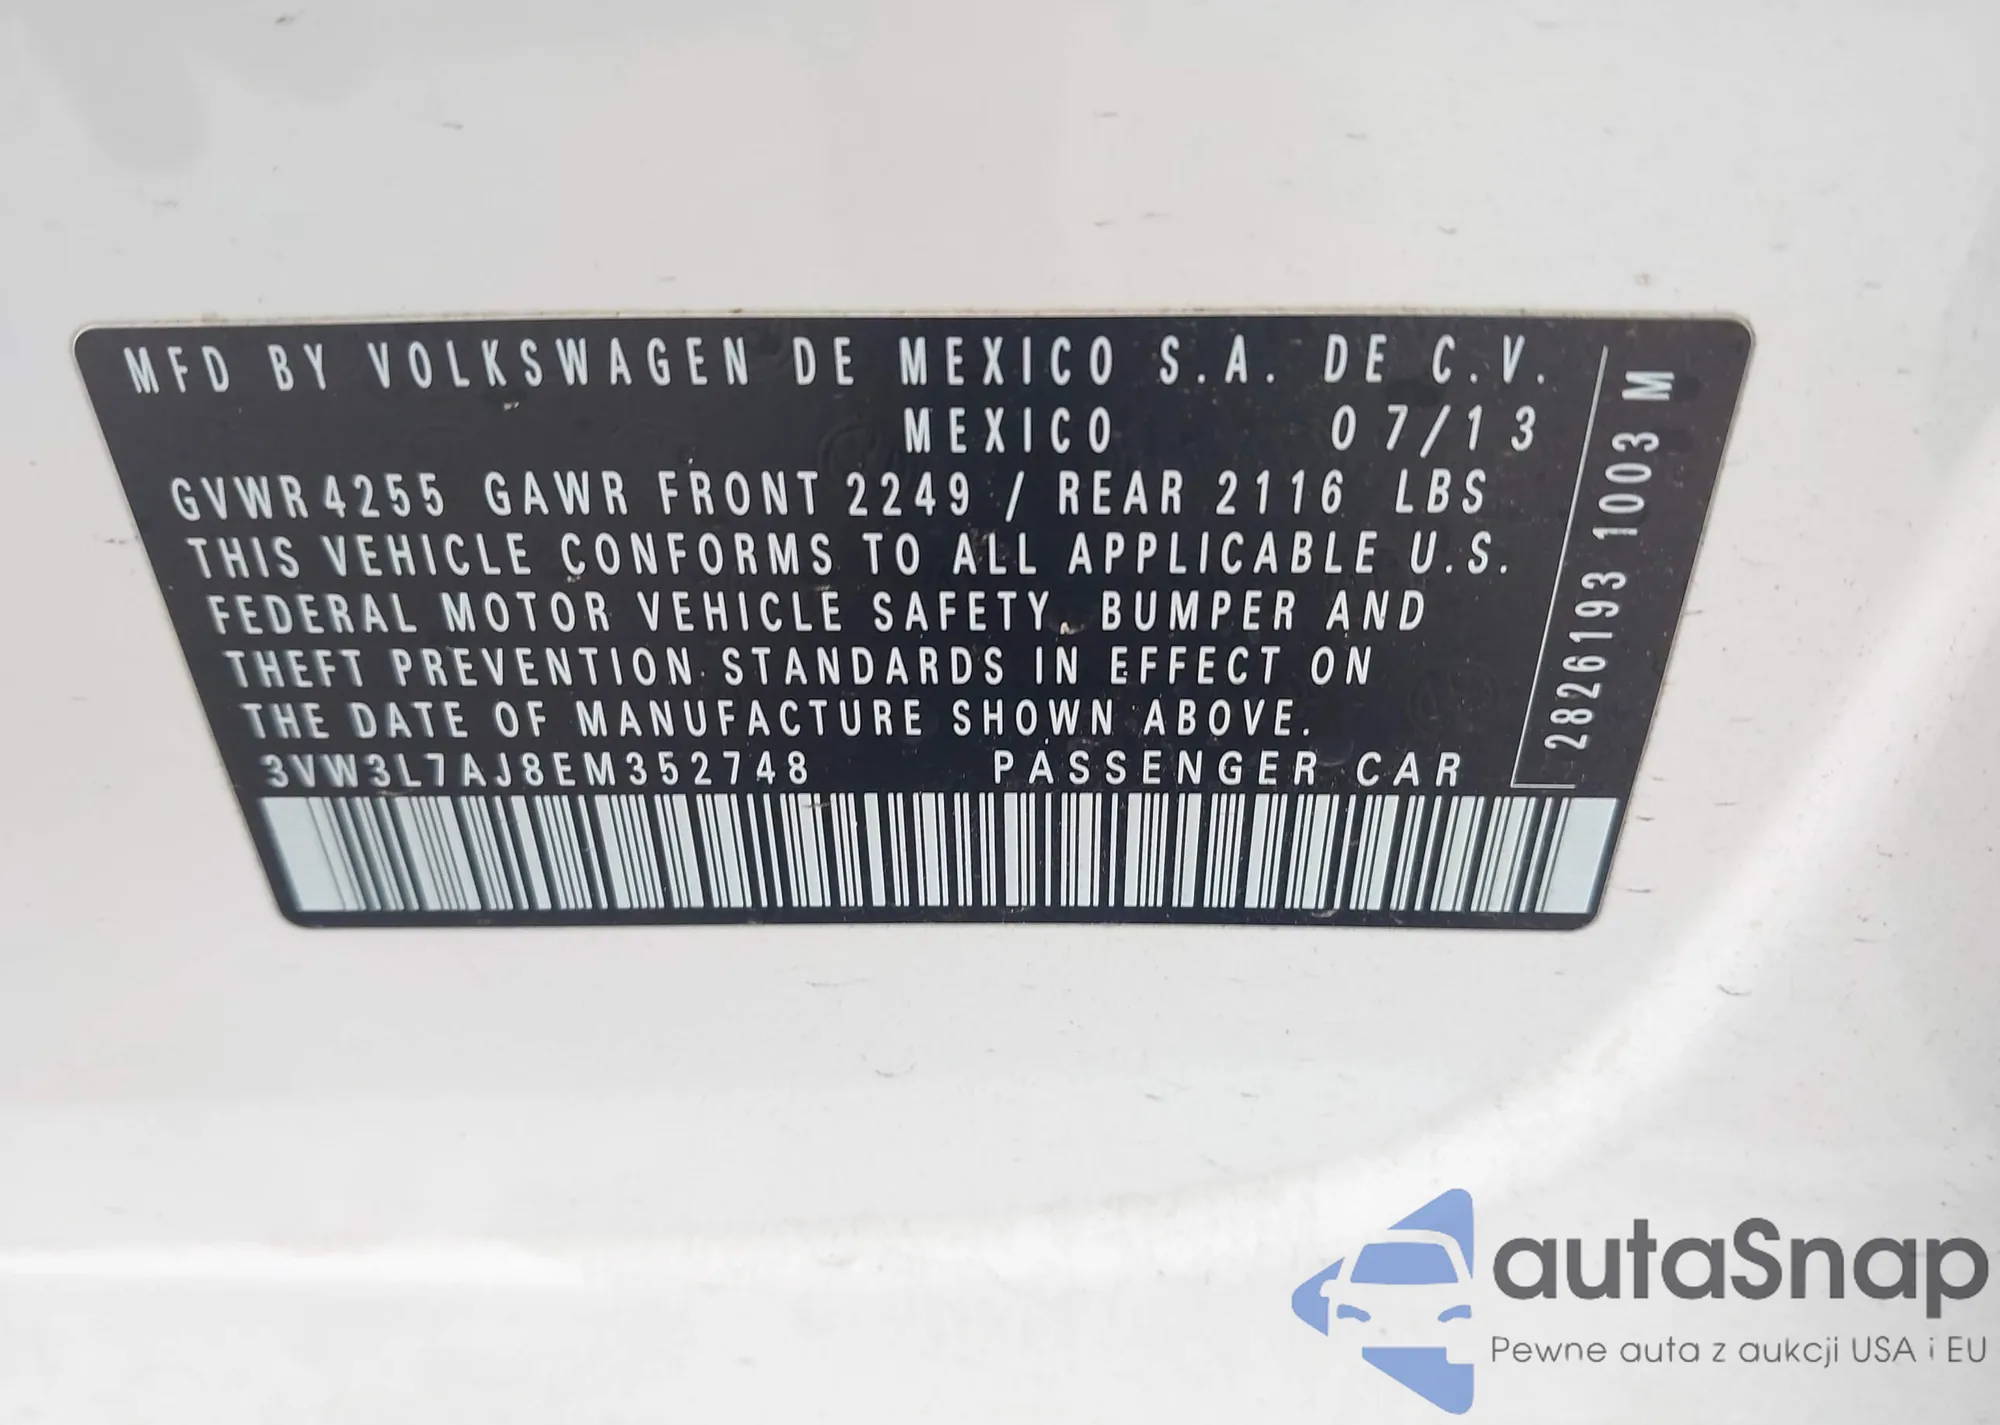 MFD BY VOLKSWAGEN DE MEXICO S.A. DE C.V.
MEXICO 07/13
GVWR 4255 GAWR FRONT 2249 / REAR 2116 LBS
THIS VEHICLE CONFORMS TO ALL APPLICABLE U.S.
FEDERAL MOTOR VEHICLE SAFETY, BUMPER AND
THEFT PREVENTION STANDARDS IN EFFECT ON
THE DATE OF MANUFACTURE SHOWN ABOVE.
3VW3L7AJ8EM352748 PASSENGER CAR
2826193 1003 M
autaSnap
Pewne auta z aukcji USA i EU